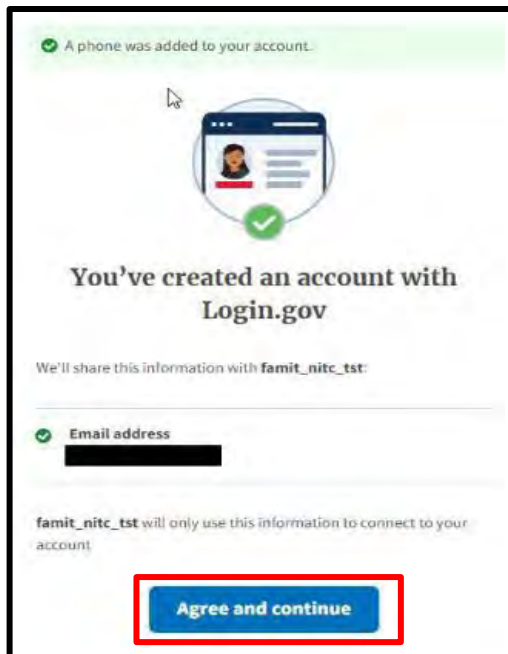 A phone was added to your account.
You've created an account with
Login.gov
We'll share this information with famit_nitc_tst:
Email address
famit_nitc_tst will only use this information to connect to your
account
Agree and continue